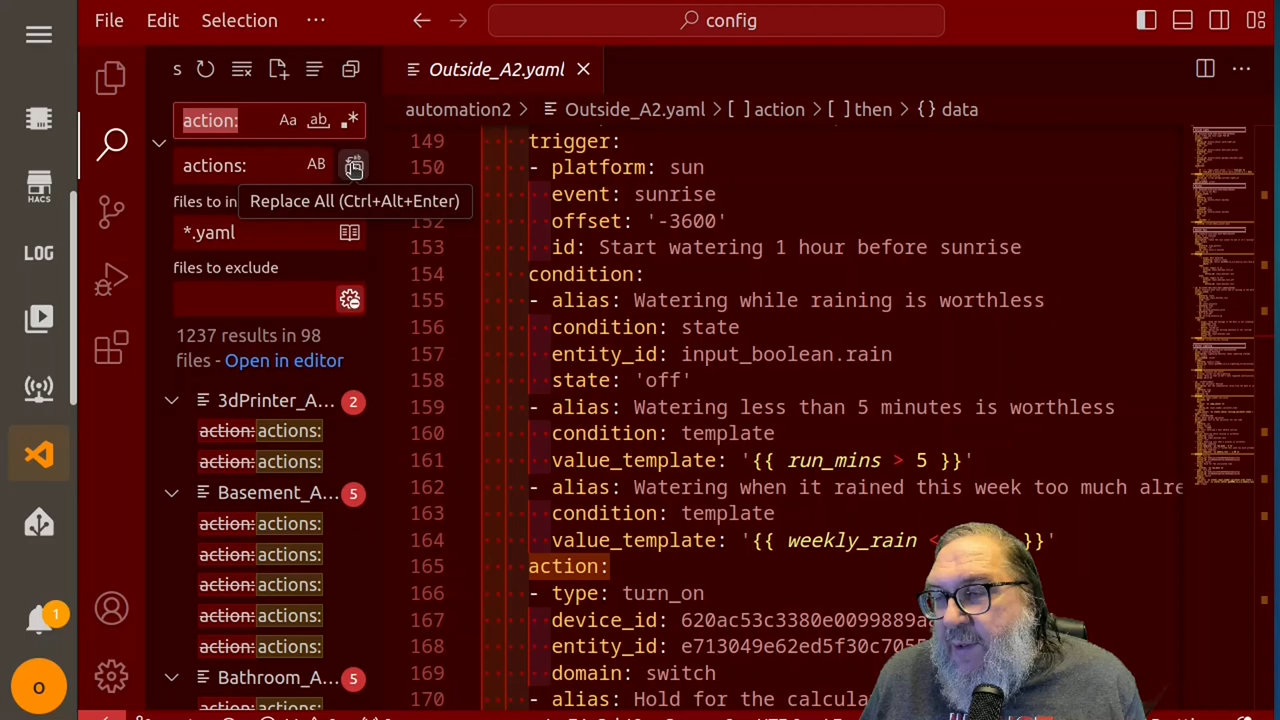 File Edit Selection ···
config
S
Outside_A2.yaml
automation2 > Outside_A2.yaml > [ ] action > [ ] then > {} data
action:
Aa ab .*
actions:
AB
Replace All (Ctrl+Alt+Enter)
files to in
*.yaml
files to exclude
1237 results in 98
files - Open in editor
3dPrinter_A... 2
action:actions:
action:actions:
Basement_A... 5
action:actions:
action:actions:
action:actions:
action:actions:
action:actions:
Bathroom_A... 5
action:actions:
HACS
LOG
1
o
149 trigger:
150 - platform: sun
event: sunrise
152 offset: '-3600'
153 id: Start watering 1 hour before sunrise
154 condition:
155 - alias: Watering while raining is worthless
156 condition: state
157 entity_id: input_boolean.rain
158 state: 'off'
159 - alias: Watering less than 5 minutes is worthless
160 condition: template
161 value_template: '{{ run_mins > 5 }}'
162 - alias: Watering when it rained this week too much alre
163 condition: template
164 value_template: '{{ weekly_rain < }}'
165 action:
166 - type: turn_on
167 device_id: 620ac53c3380e0099889a
168 entity_id: e713049e62ed5f30c705
169 domain: switch
170 - alias: Hold for the calcula